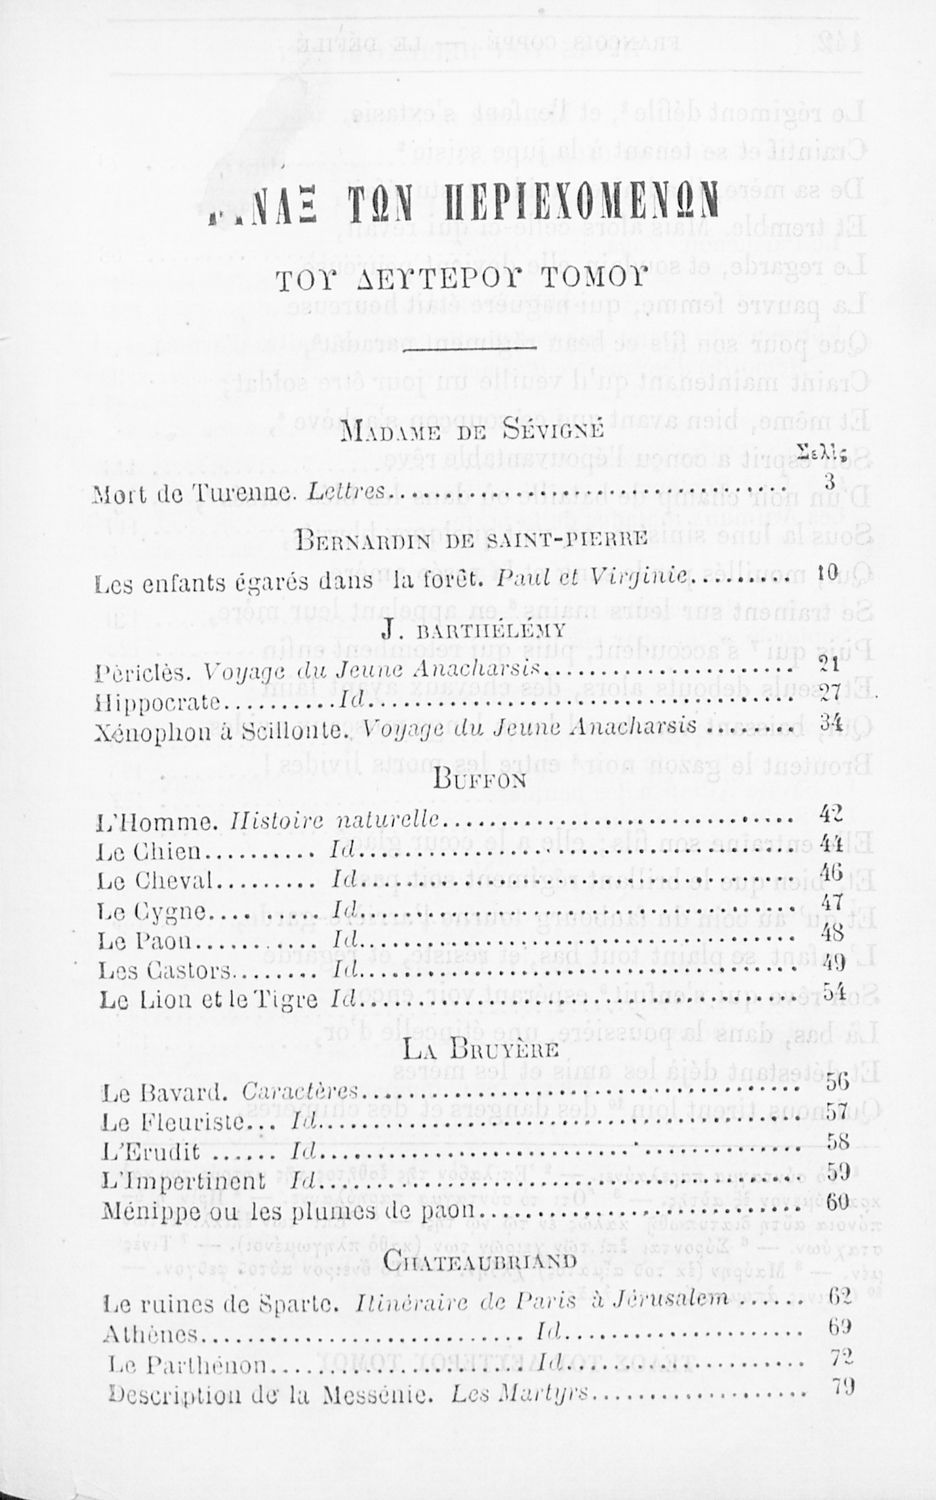 ΠΙΝΑΞ ΤΩΝ ΠΕΡΙΕΧΟΜΕΝΩΝ
ΤΟΥ ΔΕΥΤΕΡΟΥ ΤΟΜΟΥ
MADAME DE SÉVIGNÉ
Σελὶς
Mort de Turenne. Lettres........ 3
BERNARDIN DE SAINT-PIERRE
Les enfants égarés dans la forêt. Paul et Virginie.......... 10
J. BARTHÉLÉMY
Périclès. Voyage du Jeune Anacharsis........ 21
Hippocrate..........Id........ 27
Xénophon à Scillonte. Voyage du Jeune Anacharsis ........ 34
BUFFON
L'Homme. Histoire naturelle........ 42
Le Chien.......... Id........ 44
Le Cheval......... Id........ 46
Le Cygne.... ..... Id........ 47
Le Paon........... Id........ 48
Les Castors........ Id........ 49
Le Lion et le Tigre Id........ 54
LA BRUYÈRE
Le Bavard. Caractères........ 56
Le Fleuriste... Id........ 57
L'Erudit ...... Id........ 58
L'Impertinent Id........ 59
Ménippe ou les plumes de paon........ 60
CHATEAUBRIAND
Le ruines de Sparte. Itinéraire de Paris à Jérusalem ...... 62
Athènes........ Id........ 69
Le Parthénon........ Id........ 72
Description de la Messénie. Les Martyrs........ 79